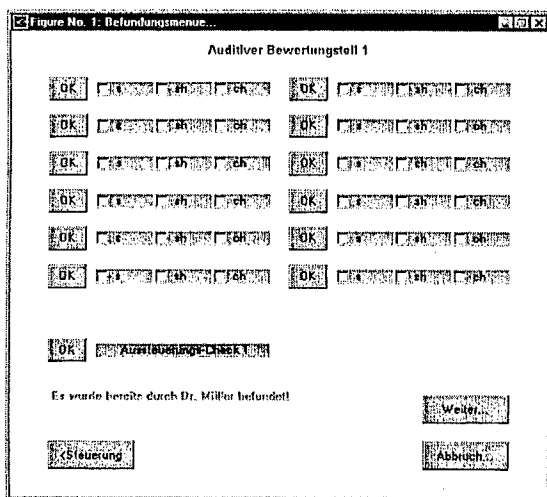 Figure No. 1: Befundungsmenue...
Auditiver Bewertungsteil 1
OK s sh ch OK s sh ch
OK s sh ch OK s sh ch
OK s sh ch OK s sh ch
OK s sh ch OK s sh ch
OK s sh ch OK s sh ch
OK s sh ch OK s sh ch
OK Aussteuerungs-Check 1
Es wurde bereits durch Dr. Miller befundet!
Weiter...
<Steuerung
Abbruch...